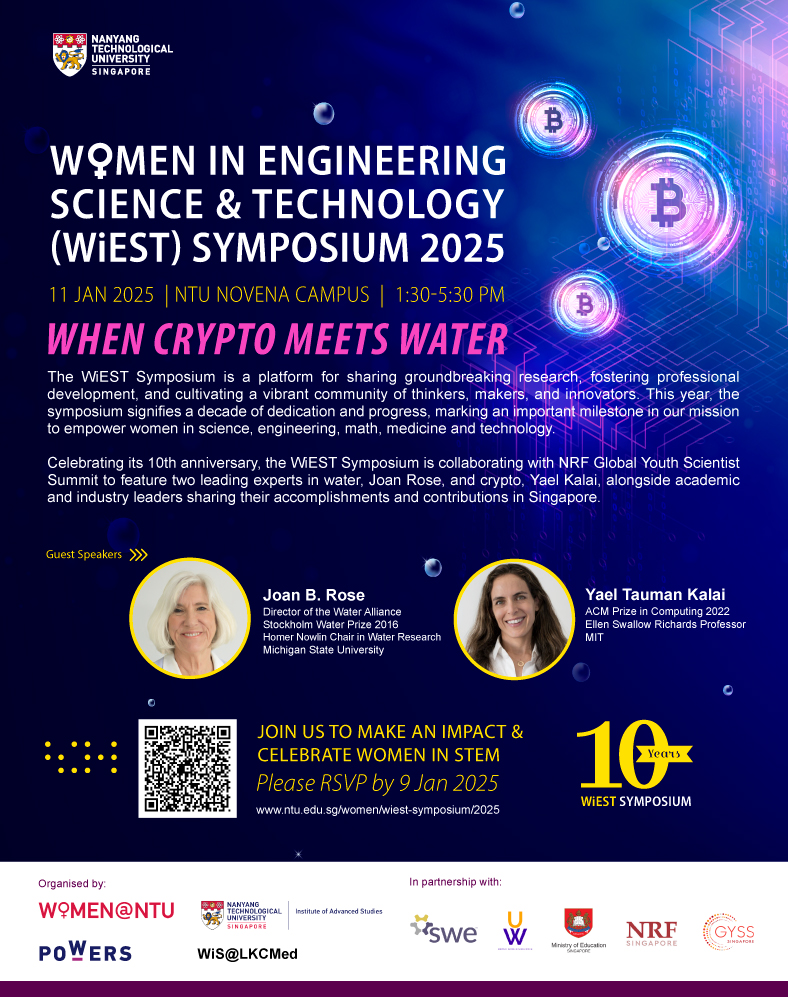 NANYANG
TECHNOLOGICAL
UNIVERSITY
SINGAPORE
WOMEN IN ENGINEERING
SCIENCE & TECHNOLOGY
(WiEST) SYMPOSIUM 2025
11 JAN 2025 | NTU NOVENA CAMPUS | 1:30-5:30 PM
WHEN CRYPTO MEETS WATER
The WiEST Symposium is a platform for sharing groundbreaking research, fostering professional
development, and cultivating a vibrant community of thinkers, makers, and innovators. This year, the
symposium signifies a decade of dedication and progress, marking an important milestone in our mission
to empower women in science, engineering, math, medicine and technology.
Celebrating its 10th anniversary, the WiEST Symposium is collaborating with NRF Global Youth Scientist
Summit to feature two leading experts in water, Joan Rose, and crypto, Yael Kalai, alongside academic
and industry leaders sharing their accomplishments and contributions in Singapore.
Guest Speakers
Joan B. Rose
Director of the Water Alliance
Stockholm Water Prize 2016
Homer Nowlin Chair in Water Research
Michigan State University
Yael Tauman Kalai
ACM Prize in Computing 2022
Ellen Swallow Richards Professor
MIT
JOIN US TO MAKE AN IMPACT &
CELEBRATE WOMEN IN STEM
Please RSVP by 9 Jan 2025
www.ntu.edu.sg/women/wiest-symposium/2025
10 Years
WiEST SYMPOSIUM
Organised by:
WOMEN@NTU
NANYANG
TECHNOLOGICAL
UNIVERSITY
SINGAPORE
Institute of Advanced Studies
POWERS
WiS@LKCMed
In partnership with:
swe
UW
Ministry of Education
SINGAPORE
NRF
SINGAPORE
GYSS
SINGAPORE